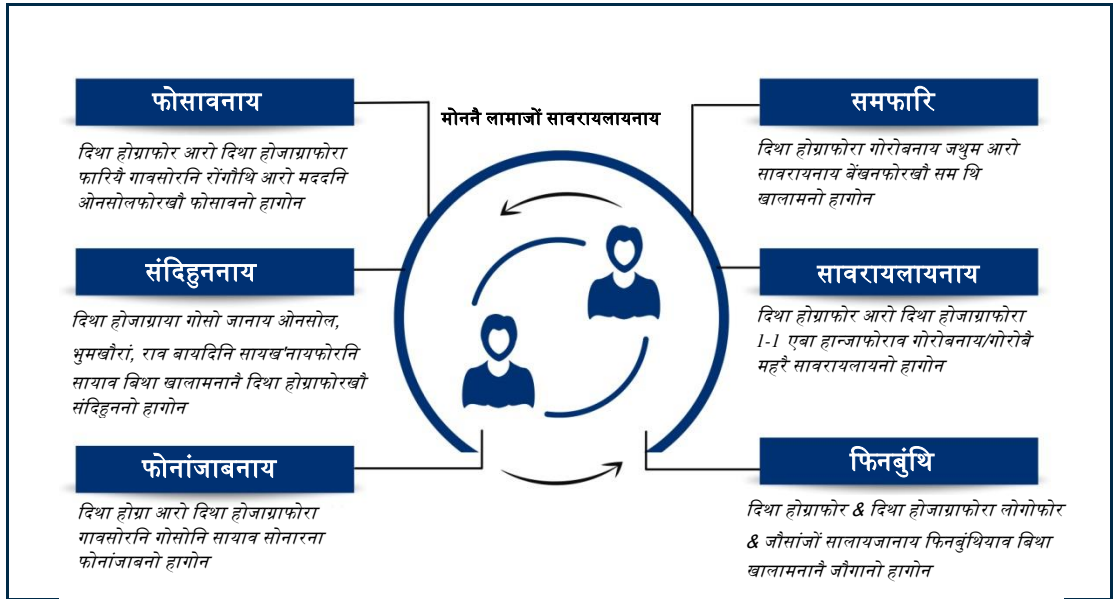 मोननै लामाजों सावरायलायनाय
फोसावनाय
दिथा होग्राफोर आरो दिथा होजाग्राफोरा
फारियै गावसोरनि रोंगौथि आरो मददनि
ओनसोलफोरखौ फोसावनो हागोन
संदिहुननाय
दिथा होजाग्राया गोसो जानाय ओनसोल,
भुमखौरां, राव बायदिनि सायख'नायफोरनि
सायाव बिथा खालामनानै दिथा होग्राफोरखौ
संदिहुननो हागोन
फोनांजाबनाय
दिथा होग्रा आरो दिथा होजाग्राफोरा
गावसोरनि गोसोनि सायाव सोनारना
फोनांजाबनो हागोन
समफारि
दिथा होग्राफोरा गोरोबनाय जथुम आरो
सावरायनाय बेंखनफोरखौ सम थि
खालामनो हागोन
सावरायलायनाय
दिथा होग्राफोर आरो दिथा होजाग्राफोरा
1-1 एबा हान्जाफोराव गोरोबनाय/गोरोबै
महरै सावरायलायनो हागोन
फिनबुंथि
दिथा होग्राफोर & दिथा होजाग्राफोरा लोगोफोर
& जौसांजों सालायजानाय फिनबुंथियाव बिथा
खालामनानै जौगानो हागोन